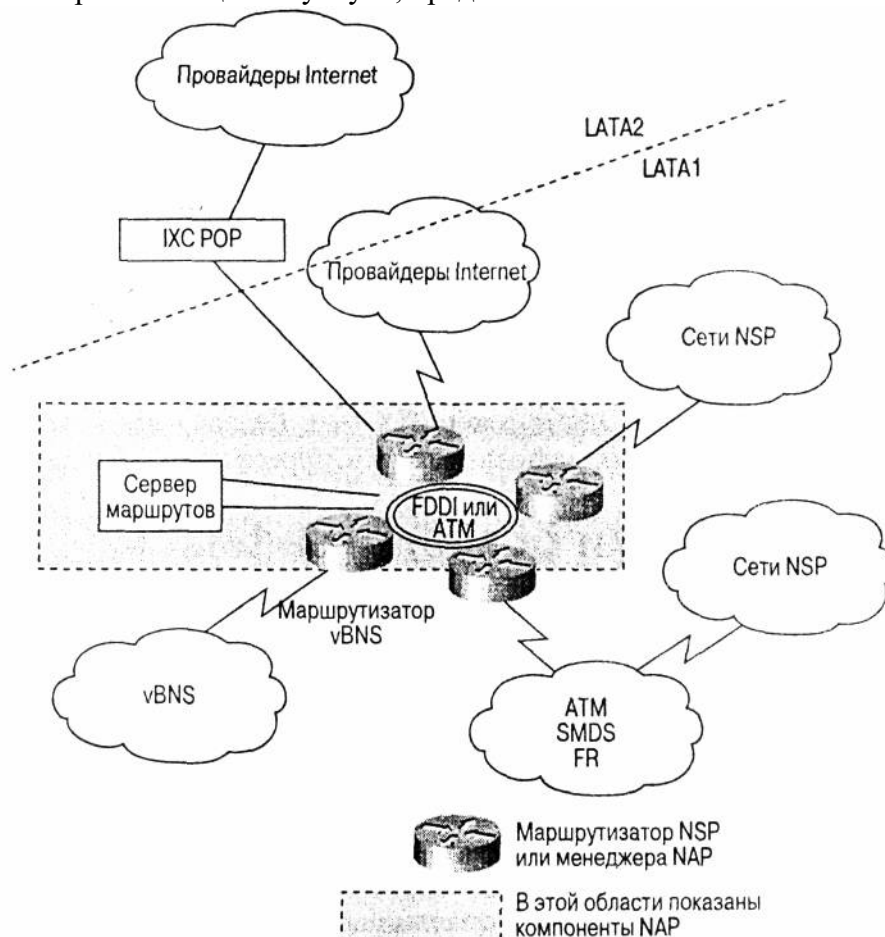 Провайдеры Internet
LATA2
LATA1
IXC POP
Провайдеры Internet
Сети NSP
Сервер
маршрутов
FDDI или
ATM
Сети NSP
Маршрутизатор
vBNS
vBNS
ATM
SMDS
FR
Маршрутизатор NSP
или менеджера NAP
В этой области показаны
компоненты NAP